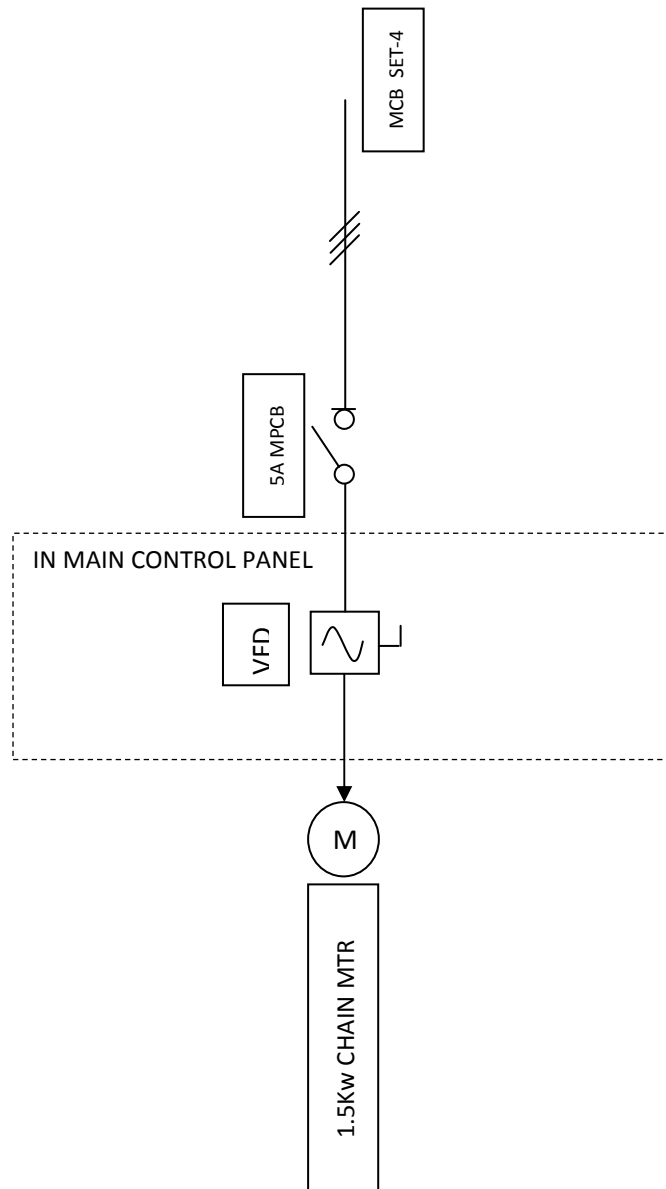 MCB SET-4
5A MPCB
IN MAIN CONTROL PANEL
VFD
M
1.5Kw CHAIN MTR